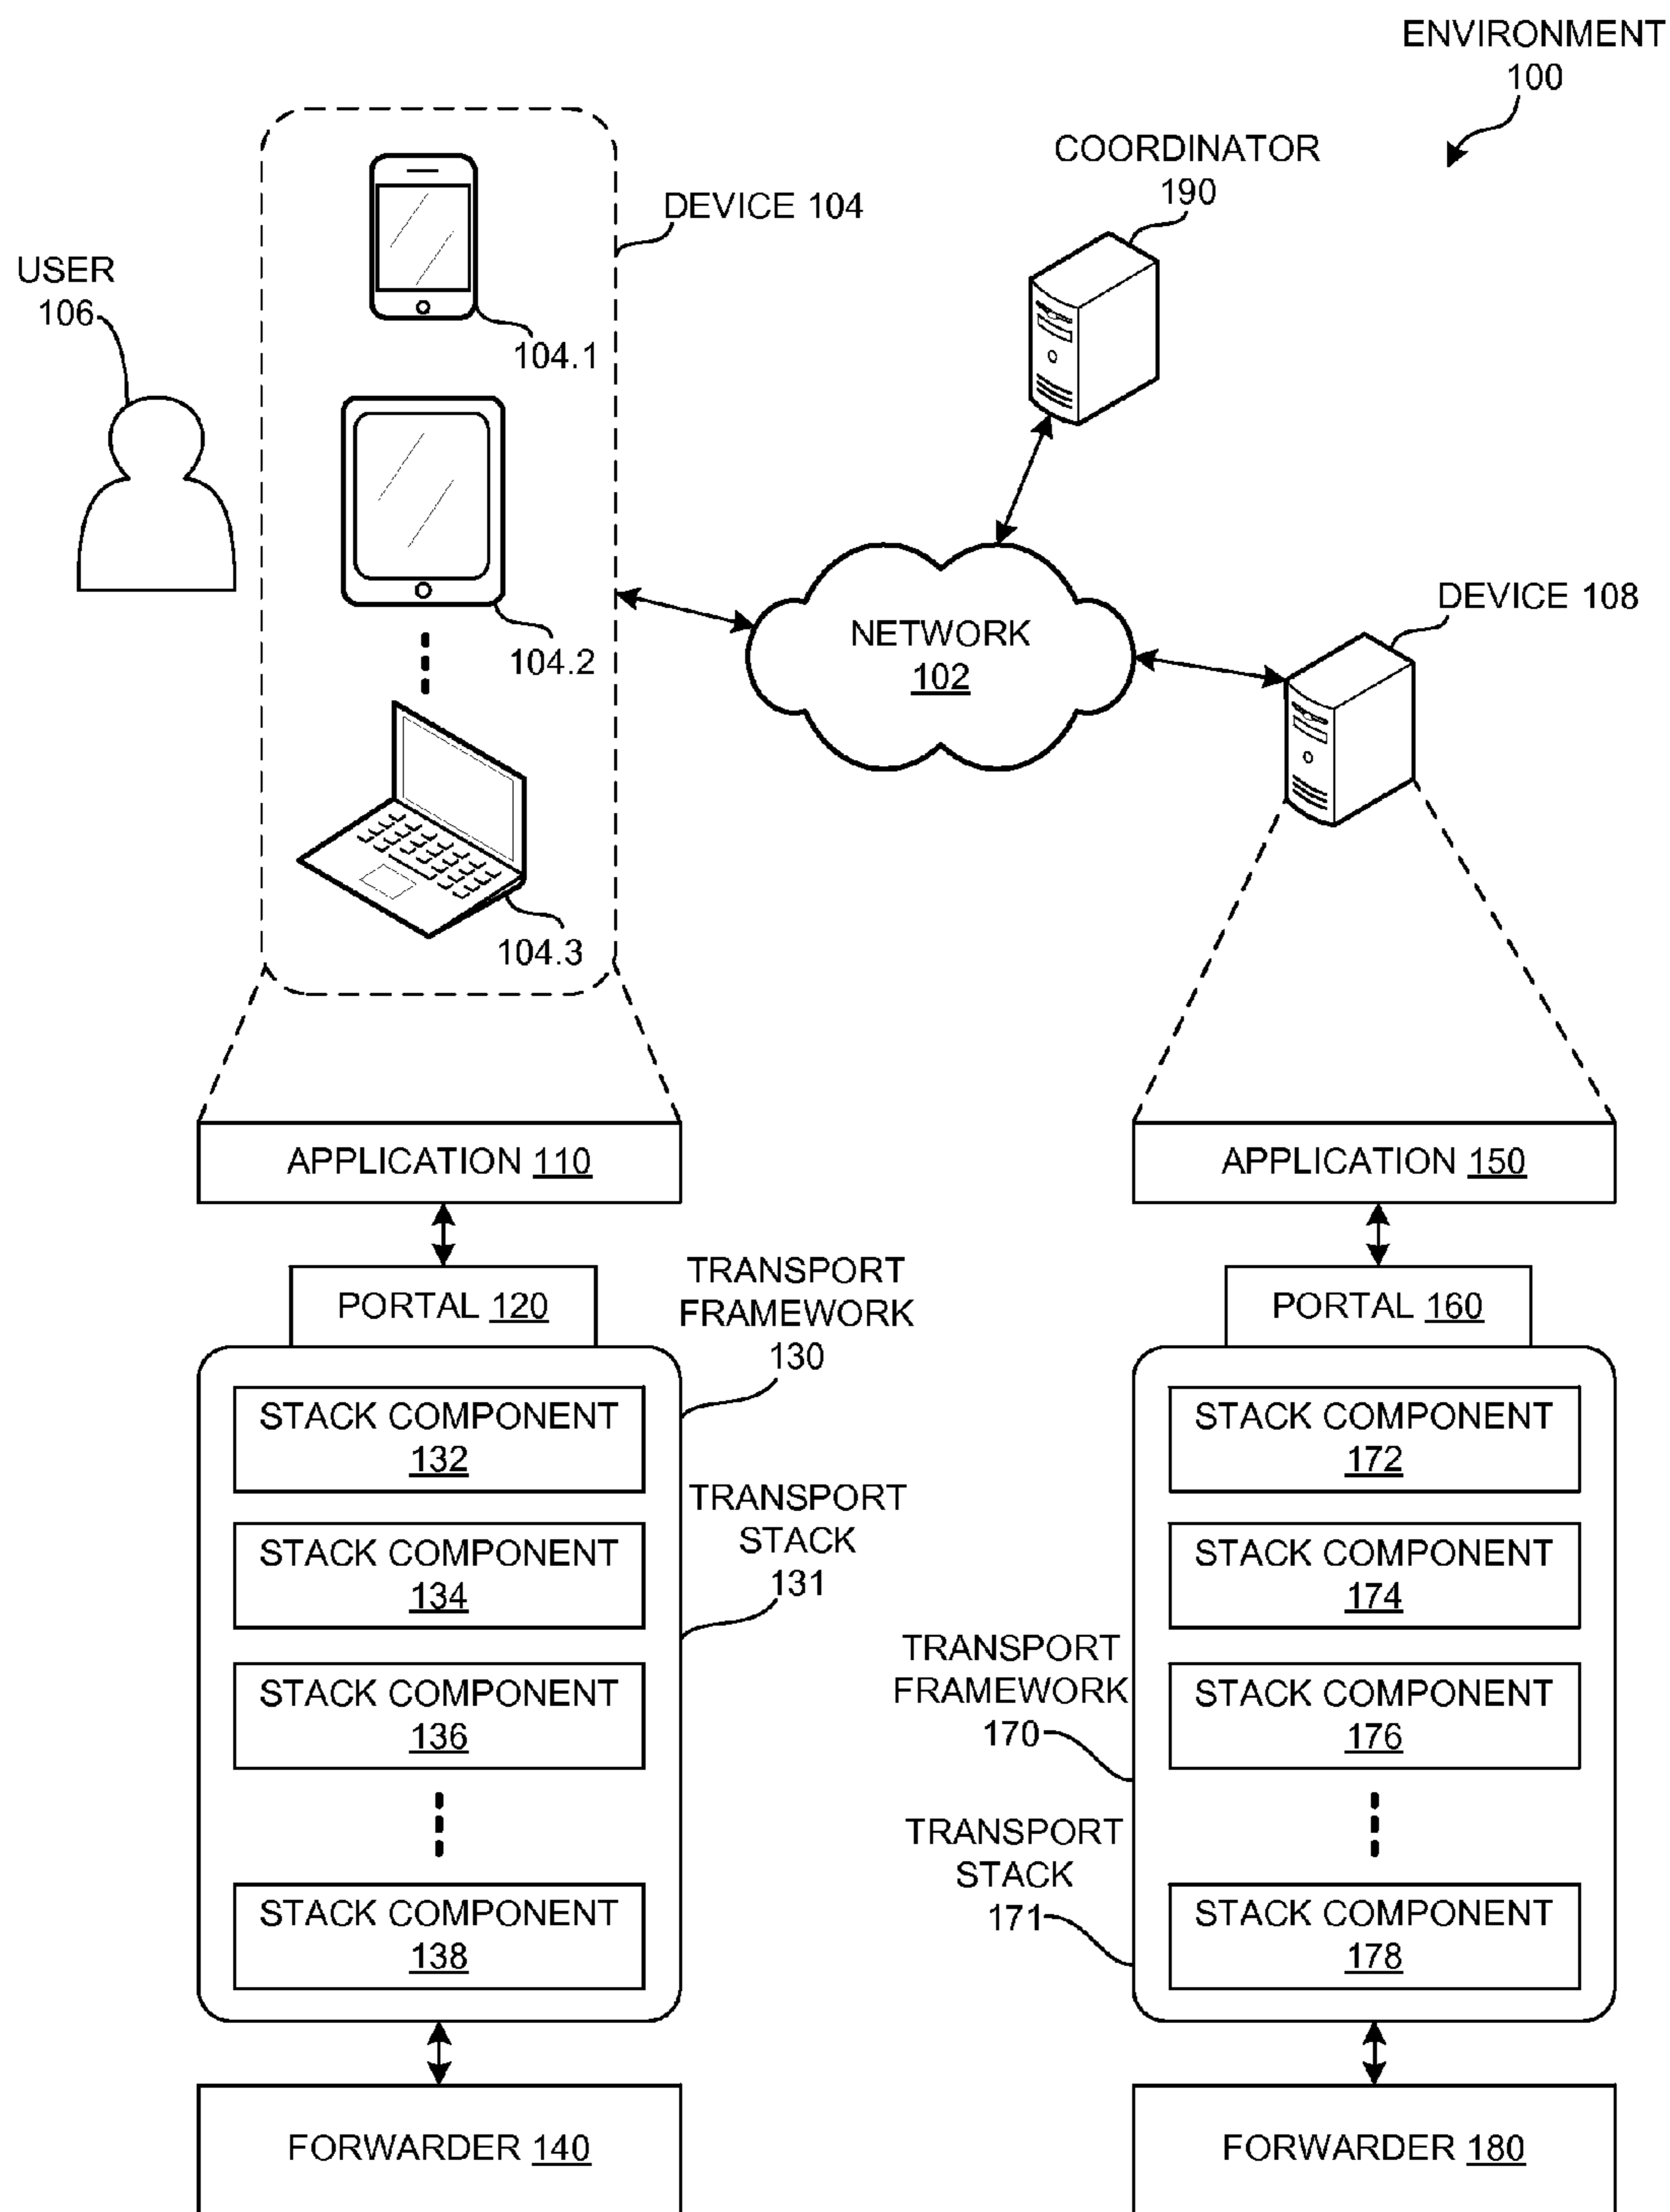 ENVIRONMENT
100
COORDINATOR
190
DEVICE 104
USER
106
104.1
104.2
104.3
NETWORK
102
DEVICE 108
APPLICATION 110
PORTAL 120
TRANSPORT
FRAMEWORK
130
STACK COMPONENT
132
TRANSPORT
STACK
131
STACK COMPONENT
134
STACK COMPONENT
136
STACK COMPONENT
138
FORWARDER 140
APPLICATION 150
PORTAL 160
STACK COMPONENT
172
STACK COMPONENT
174
TRANSPORT
FRAMEWORK
170
STACK COMPONENT
176
TRANSPORT
STACK
171
STACK COMPONENT
178
FORWARDER 180